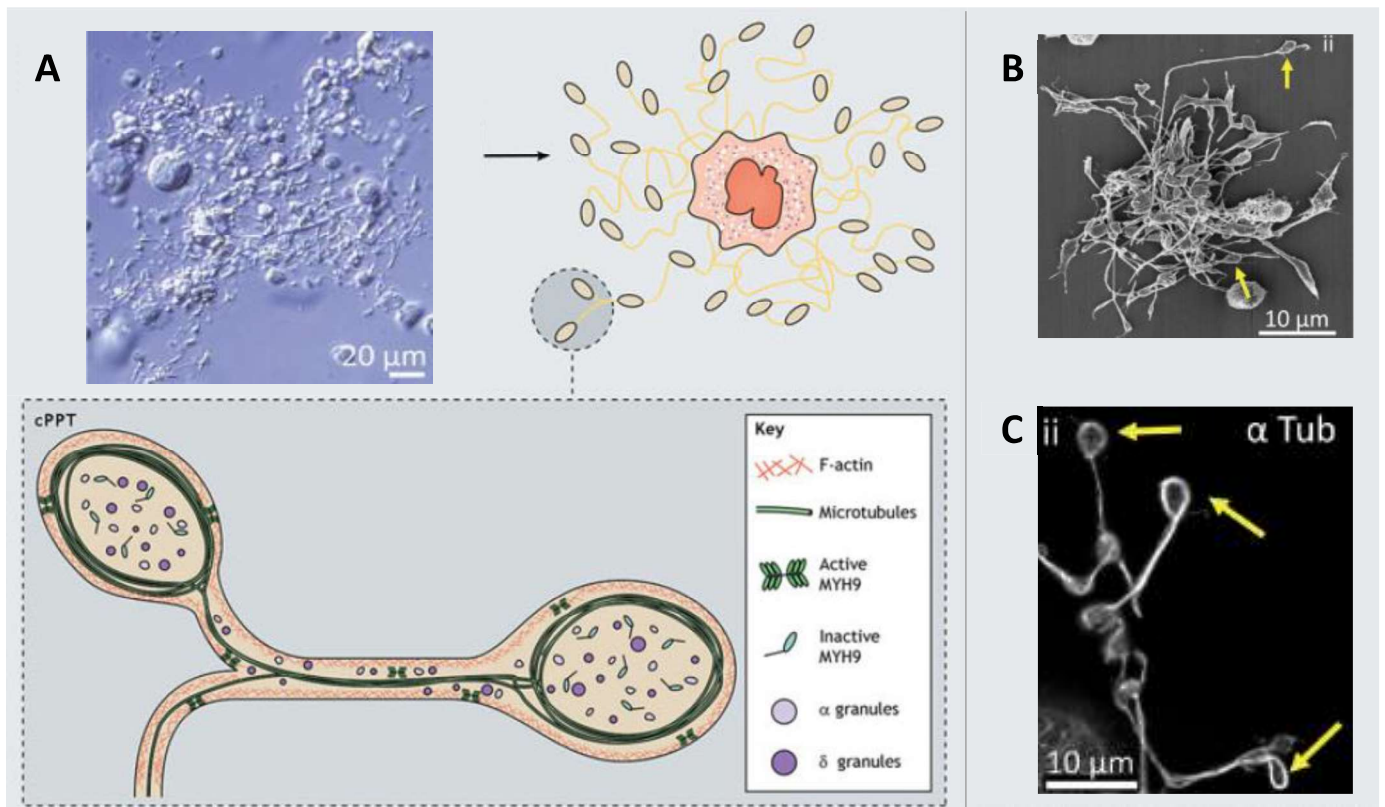 A
20 μm
cPPT
Key
F-actin
Microtubules
Active
MYH9
Inactive
MYH9
α granules
δ granules
B
ii
10 μm
C
ii
α Tub
10 μm